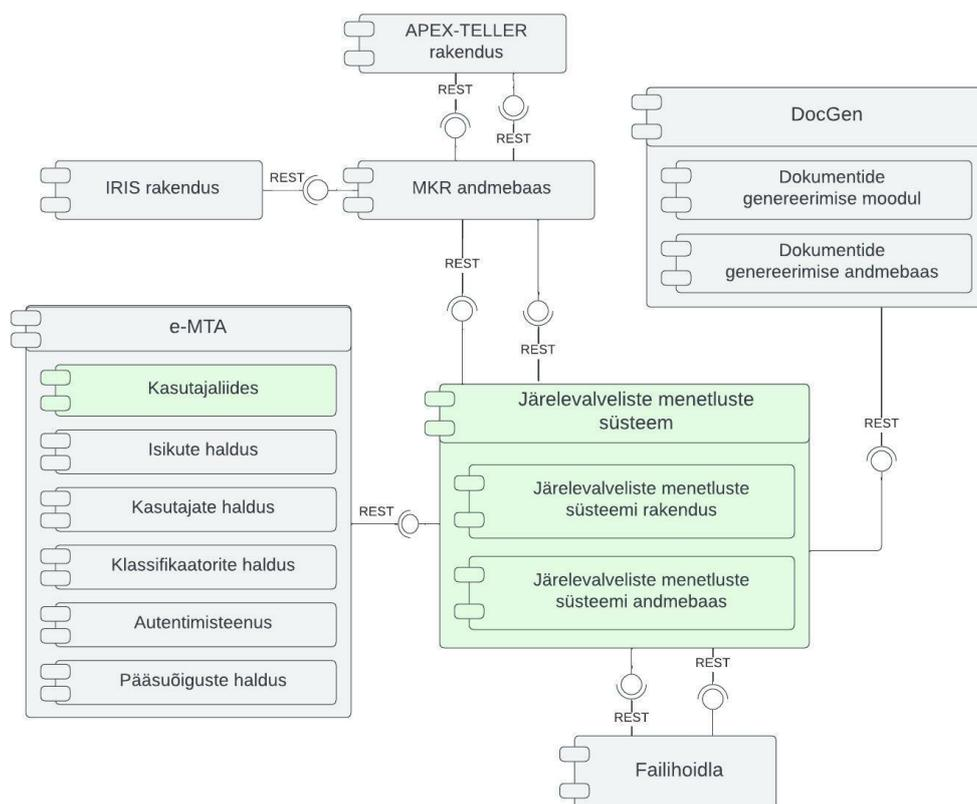 APEX-TELLER
rakendus
REST
REST
DocGen
Dokumentide
genereerimise moodul
Dokumentide
genereerimise andmebaas
IRIS rakendus
REST
MKR andmebaas
REST
REST
e-MTA
Kasutajaliides
Isikute haldus
Kasutajate haldus
Klassifikaatorite haldus
Autentimisteenus
Pääsuõiguste haldus
REST
Järelevalveliste menetluste
süsteem
Järelevalveliste menetluste
süsteemi rakendus
Järelevalveliste menetluste
süsteemi andmebaas
REST
REST
REST
Failihoidla